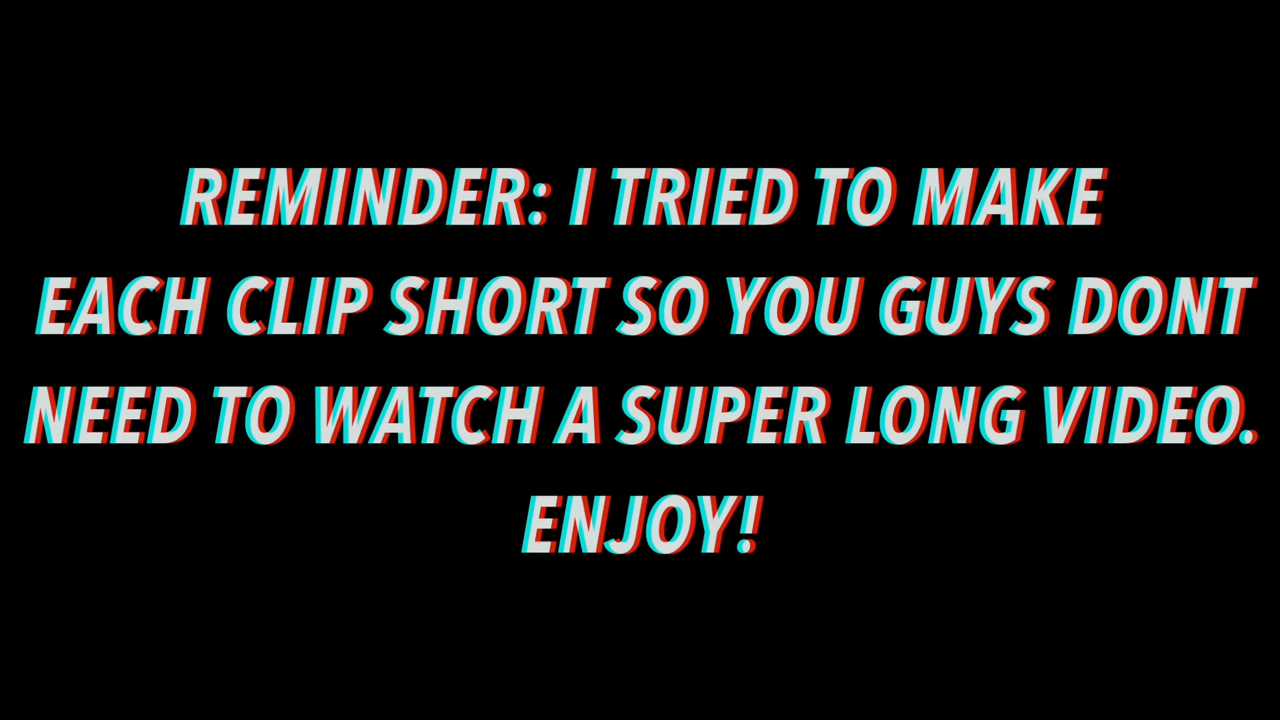 REMINDER: I TRIED TO MAKE
EACH CLIP SHORT SO YOU GUYS DONT
NEED TO WATCH A SUPER LONG VIDEO.
ENJOY!